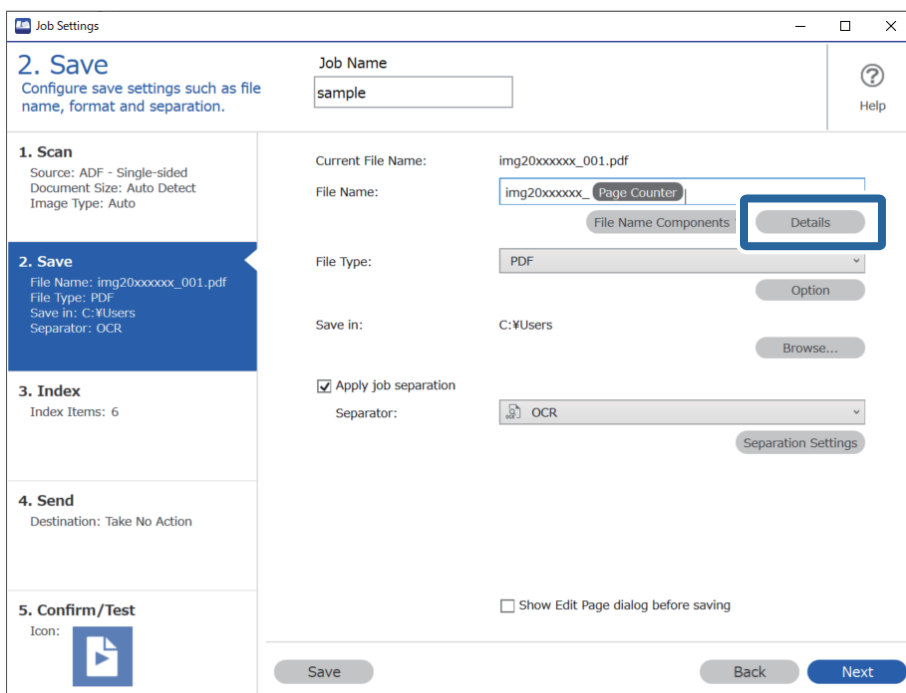 Job Settings
2. Save
Configure save settings such as file
name, format and separation.
Job Name
sample
Help
1. Scan
Source: ADF - Single-sided
Document Size: Auto Detect
Image Type: Auto
2. Save
File Name: img20xxxxxx_001.pdf
File Type: PDF
Save in: C:¥Users
Separator: OCR
3. Index
Index Items: 6
4. Send
Destination: Take No Action
5. Confirm/Test
Icon:
Current File Name: img20xxxxxx_001.pdf
File Name: img20xxxxxx_ Page Counter
File Name Components Details
File Type: PDF
Option
Save in: C:¥Users
Browse...
Apply job separation
Separator: OCR
Separation Settings
Show Edit Page dialog before saving
Save Back Next